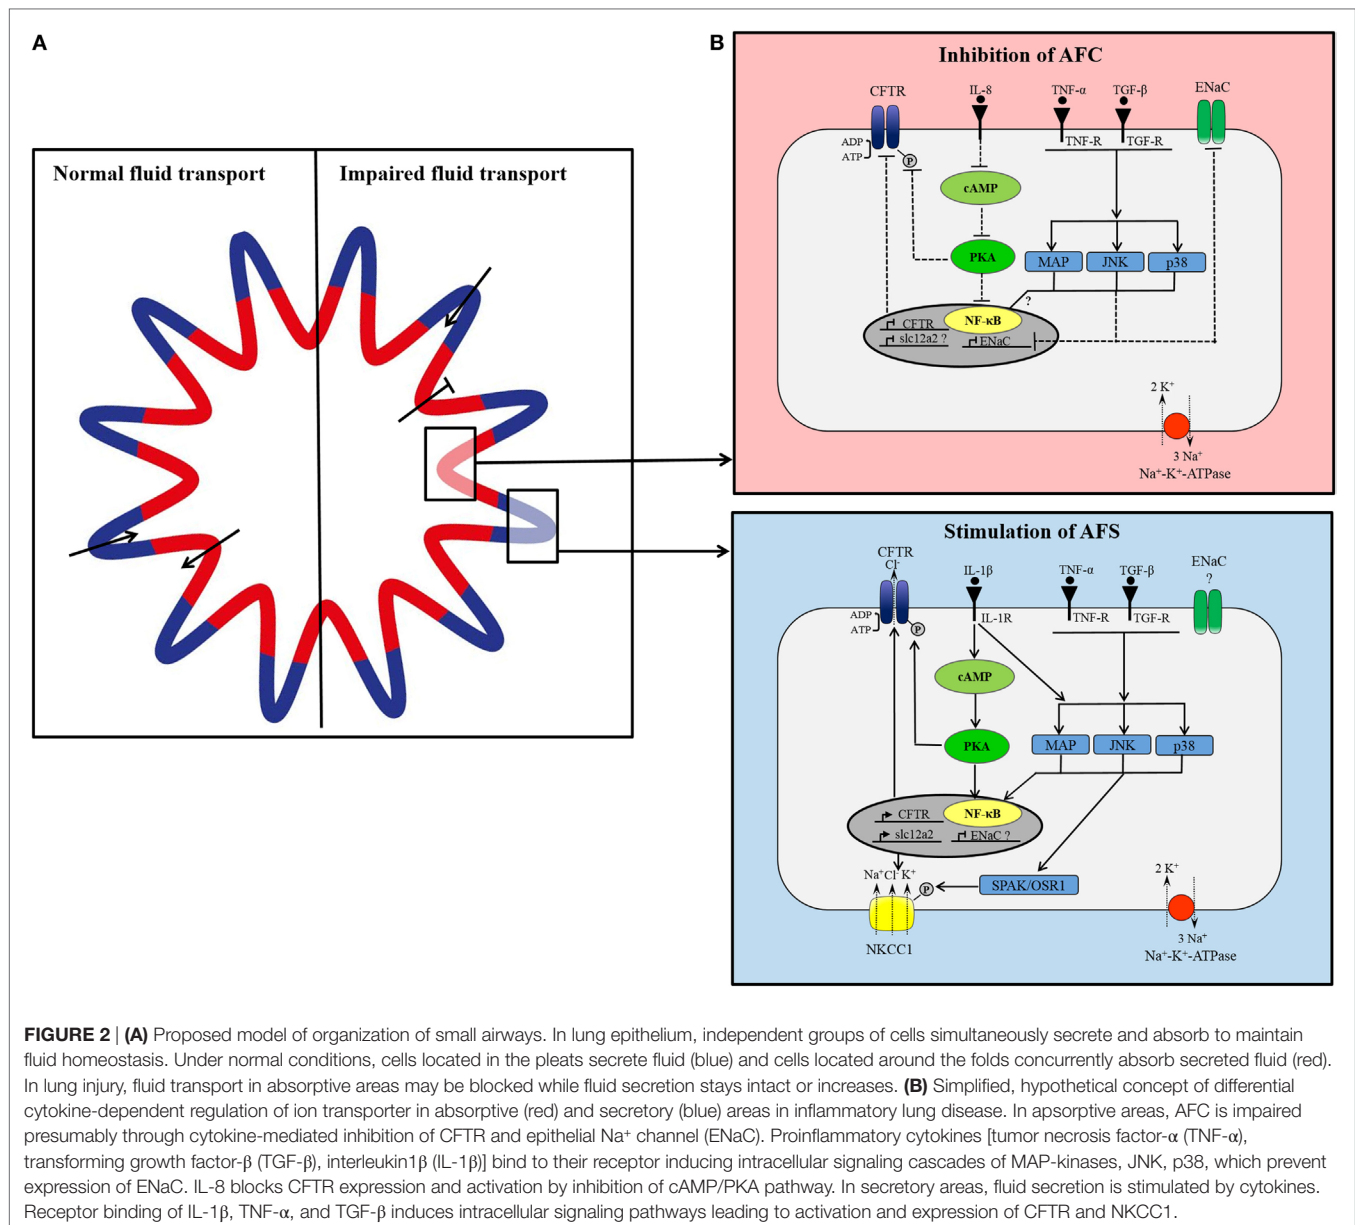 A
Normal fluid transport
Impaired fluid transport
B
Inhibition of AFC
CFTR
IL-8
TNF-α
TGF-β
ENaC
ADP
ATP
P
TNF-R
TGF-R
cAMP
PKA
MAP
JNK
p38
?
NF-κB
CFTR
slc12a2 ?
ENaC
2 K⁺
3 Na⁺
Na⁺-K⁺-ATPase
Stimulation of AFS
CFTR
Cl⁻
IL-1β
TNF-α
TGF-β
ENaC
?
ADP
ATP
P
IL-1R
TNF-R
TGF-R
cAMP
PKA
MAP
JNK
p38
NF-κB
CFTR
slc12a2
ENaC ?
Na⁺Cl⁻ K⁺
P
SPAK/OSR1
NKCC1
2 K⁺
3 Na⁺
Na⁺-K⁺-ATPase
FIGURE 2 | (A) Proposed model of organization of small airways. In lung epithelium, independent groups of cells simultaneously secrete and absorb to maintain
fluid homeostasis. Under normal conditions, cells located in the pleats secrete fluid (blue) and cells located around the folds concurrently absorb secreted fluid (red).
In lung injury, fluid transport in absorptive areas may be blocked while fluid secretion stays intact or increases. (B) Simplified, hypothetical concept of differential
cytokine-dependent regulation of ion transporter in absorptive (red) and secretory (blue) areas in inflammatory lung disease. In apsorptive areas, AFC is impaired
presumably through cytokine-mediated inhibition of CFTR and epithelial Na⁺ channel (ENaC). Proinflammatory cytokines [tumor necrosis factor-α (TNF-α),
transforming growth factor-β (TGF-β), interleukin1β (IL-1β)] bind to their receptor inducing intracellular signaling cascades of MAP-kinases, JNK, p38, which prevent
expression of ENaC. IL-8 blocks CFTR expression and activation by inhibition of cAMP/PKA pathway. In secretory areas, fluid secretion is stimulated by cytokines.
Receptor binding of IL-1β, TNF-α, and TGF-β induces intracellular signaling pathways leading to activation and expression of CFTR and NKCC1.